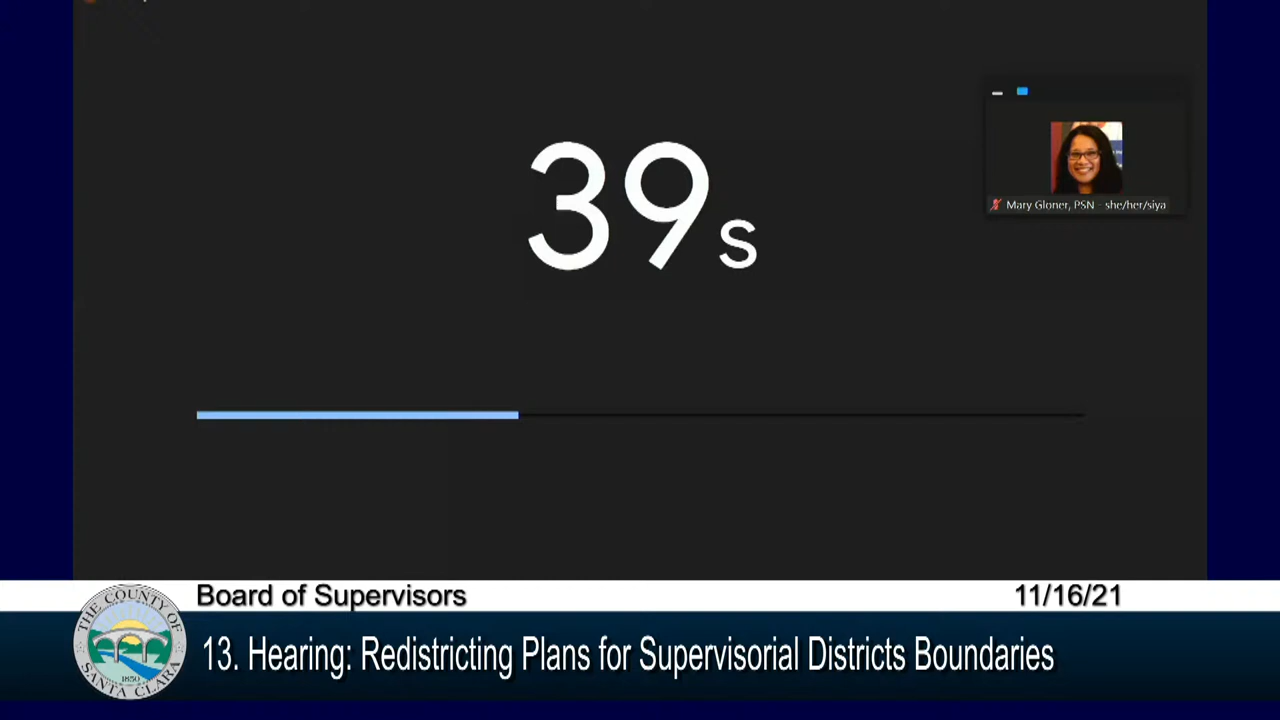 39s
Mary Gloner, PSN - she/her/siya
Board of Supervisors
11/16/21
THE COUNTY OF
SANTA CLARA
1850
13. Hearing: Redistricting Plans for Supervisorial Districts Boundaries